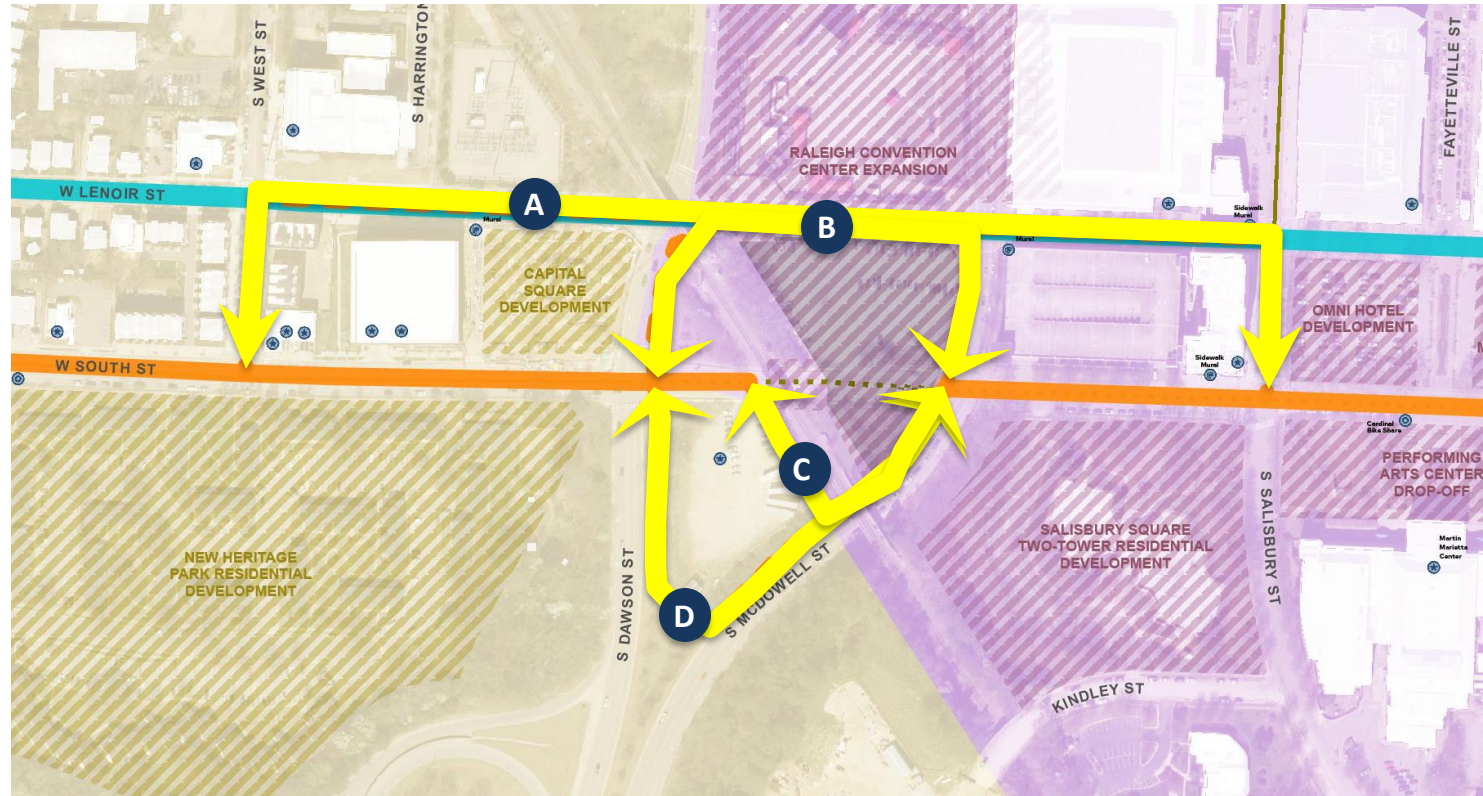 S WEST ST
S HARRINGTON
FAYETTEVILLE ST
RALEIGH CONVENTION
CENTER EXPANSION
W LENOIR ST
A
B
Mural
Sidewalk
Mural
Mural
CAPITAL
SQUARE
DEVELOPMENT
OMNI HOTEL
DEVELOPMENT
M
W SOUTH ST
Sidewalk
Mural
Cardinal
Bike Share
C
PERFORMING
ARTS CENTER
DROP-OFF
S SALISBURY ST
SALISBURY SQUARE
TWO-TOWER RESIDENTIAL
DEVELOPMENT
Martin
Marietta
Center
NEW HERITAGE
PARK RESIDENTIAL
DEVELOPMENT
S DAWSON ST
D
S MCDOWELL ST
KINDLEY ST